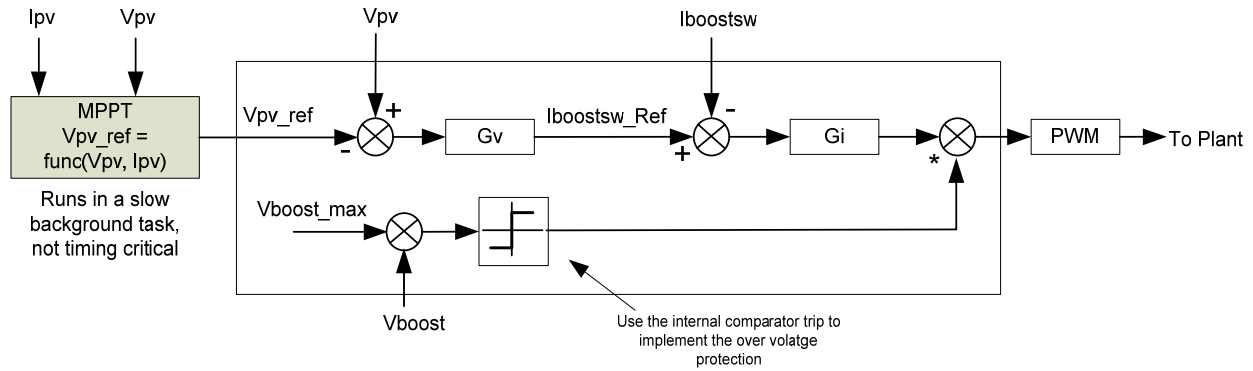 Ipv
Vpv
Vpv
Iboostsw
MPPT
Vpv_ref =
func(Vpv, Ipv)
Vpv_ref
+
-
Gv
Iboostsw_Ref
-
+
Gi
*
PWM
To Plant
Runs in a slow
background task,
not timing critical
Vboost_max
Vboost
Use the internal comparator trip to
implement the over volatge
protection